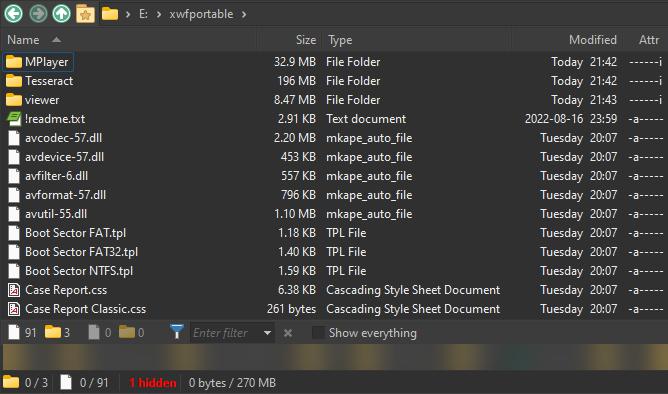 E: xwfportable
Name Size Type Modified Attr
MPlayer 32.9 MB File Folder Today 21:42 ------i
Tesseract 196 MB File Folder Today 21:42 ------i
viewer 8.47 MB File Folder Today 21:43 ------i
!readme.txt 2.91 KB Text document 2022-08-16 23:59 -a-----
avcodec-57.dll 2.20 MB mkape_auto_file Tuesday 20:07 -a-----
avdevice-57.dll 453 KB mkape_auto_file Tuesday 20:07 -a-----
avfilter-6.dll 557 KB mkape_auto_file Tuesday 20:07 -a-----
avformat-57.dll 796 KB mkape_auto_file Tuesday 20:07 -a-----
avutil-55.dll 1.10 MB mkape_auto_file Tuesday 20:07 -a-----
Boot Sector FAT.tpl 1.18 KB TPL File Tuesday 20:07 -a-----
Boot Sector FAT32.tpl 1.40 KB TPL File Tuesday 20:07 -a-----
Boot Sector NTFS.tpl 1.59 KB TPL File Tuesday 20:07 -a-----
Case Report.css 6.38 KB Cascading Style Sheet Document Tuesday 20:07 -a-----
Case Report Classic.css 261 bytes Cascading Style Sheet Document Tuesday 20:07 -a-----
91 3 0 0 Enter filter Show everything
0 / 3 0 / 91 1 hidden 0 bytes / 270 MB